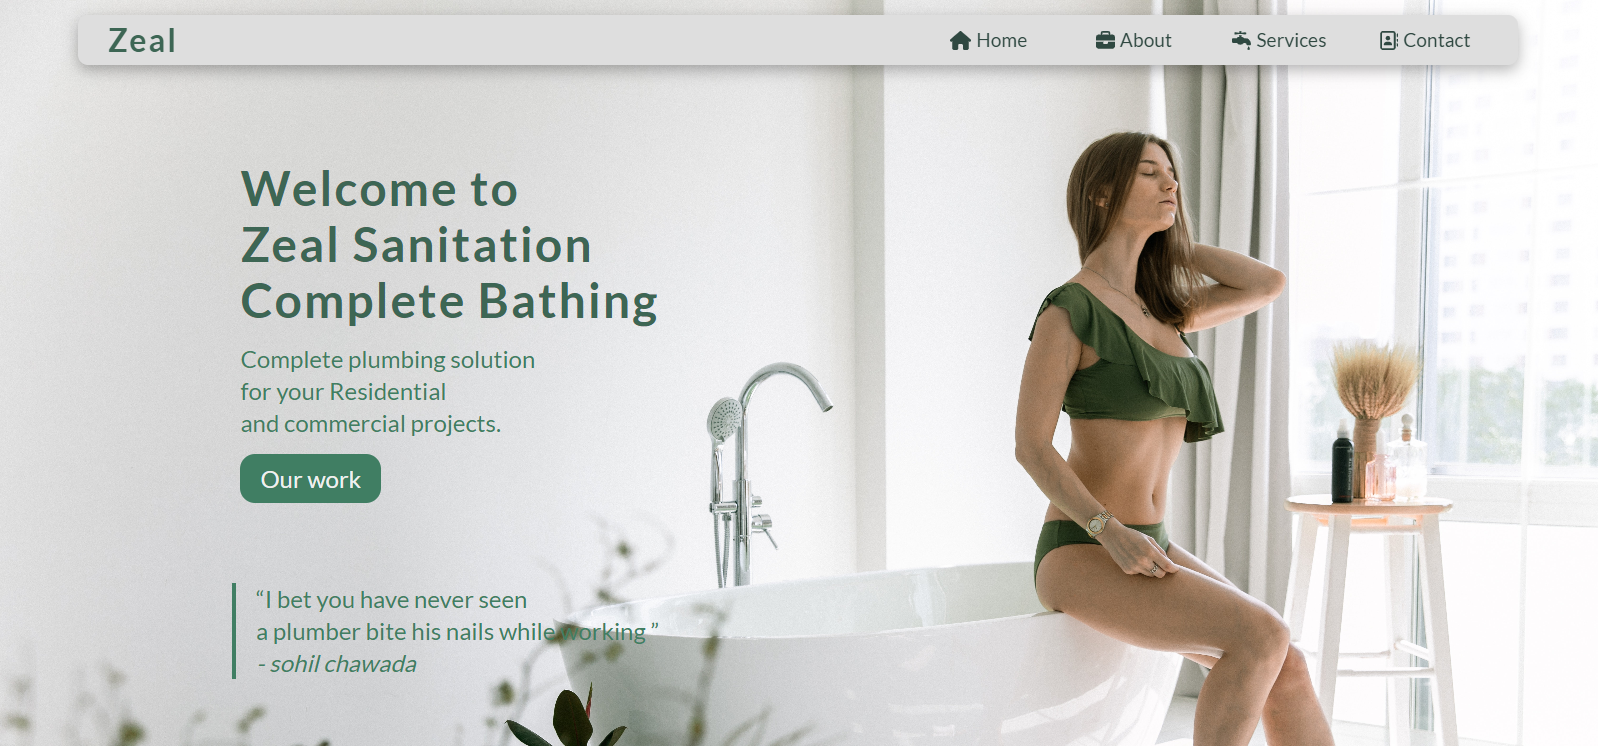 Zeal
Home
About
Services
Contact
Welcome to
Zeal Sanitation
Complete Bathing
Complete plumbing solution
for your Residential
and commercial projects.
Our work
“I bet you have never seen
a plumber bite his nails while working ”
- sohil chawada